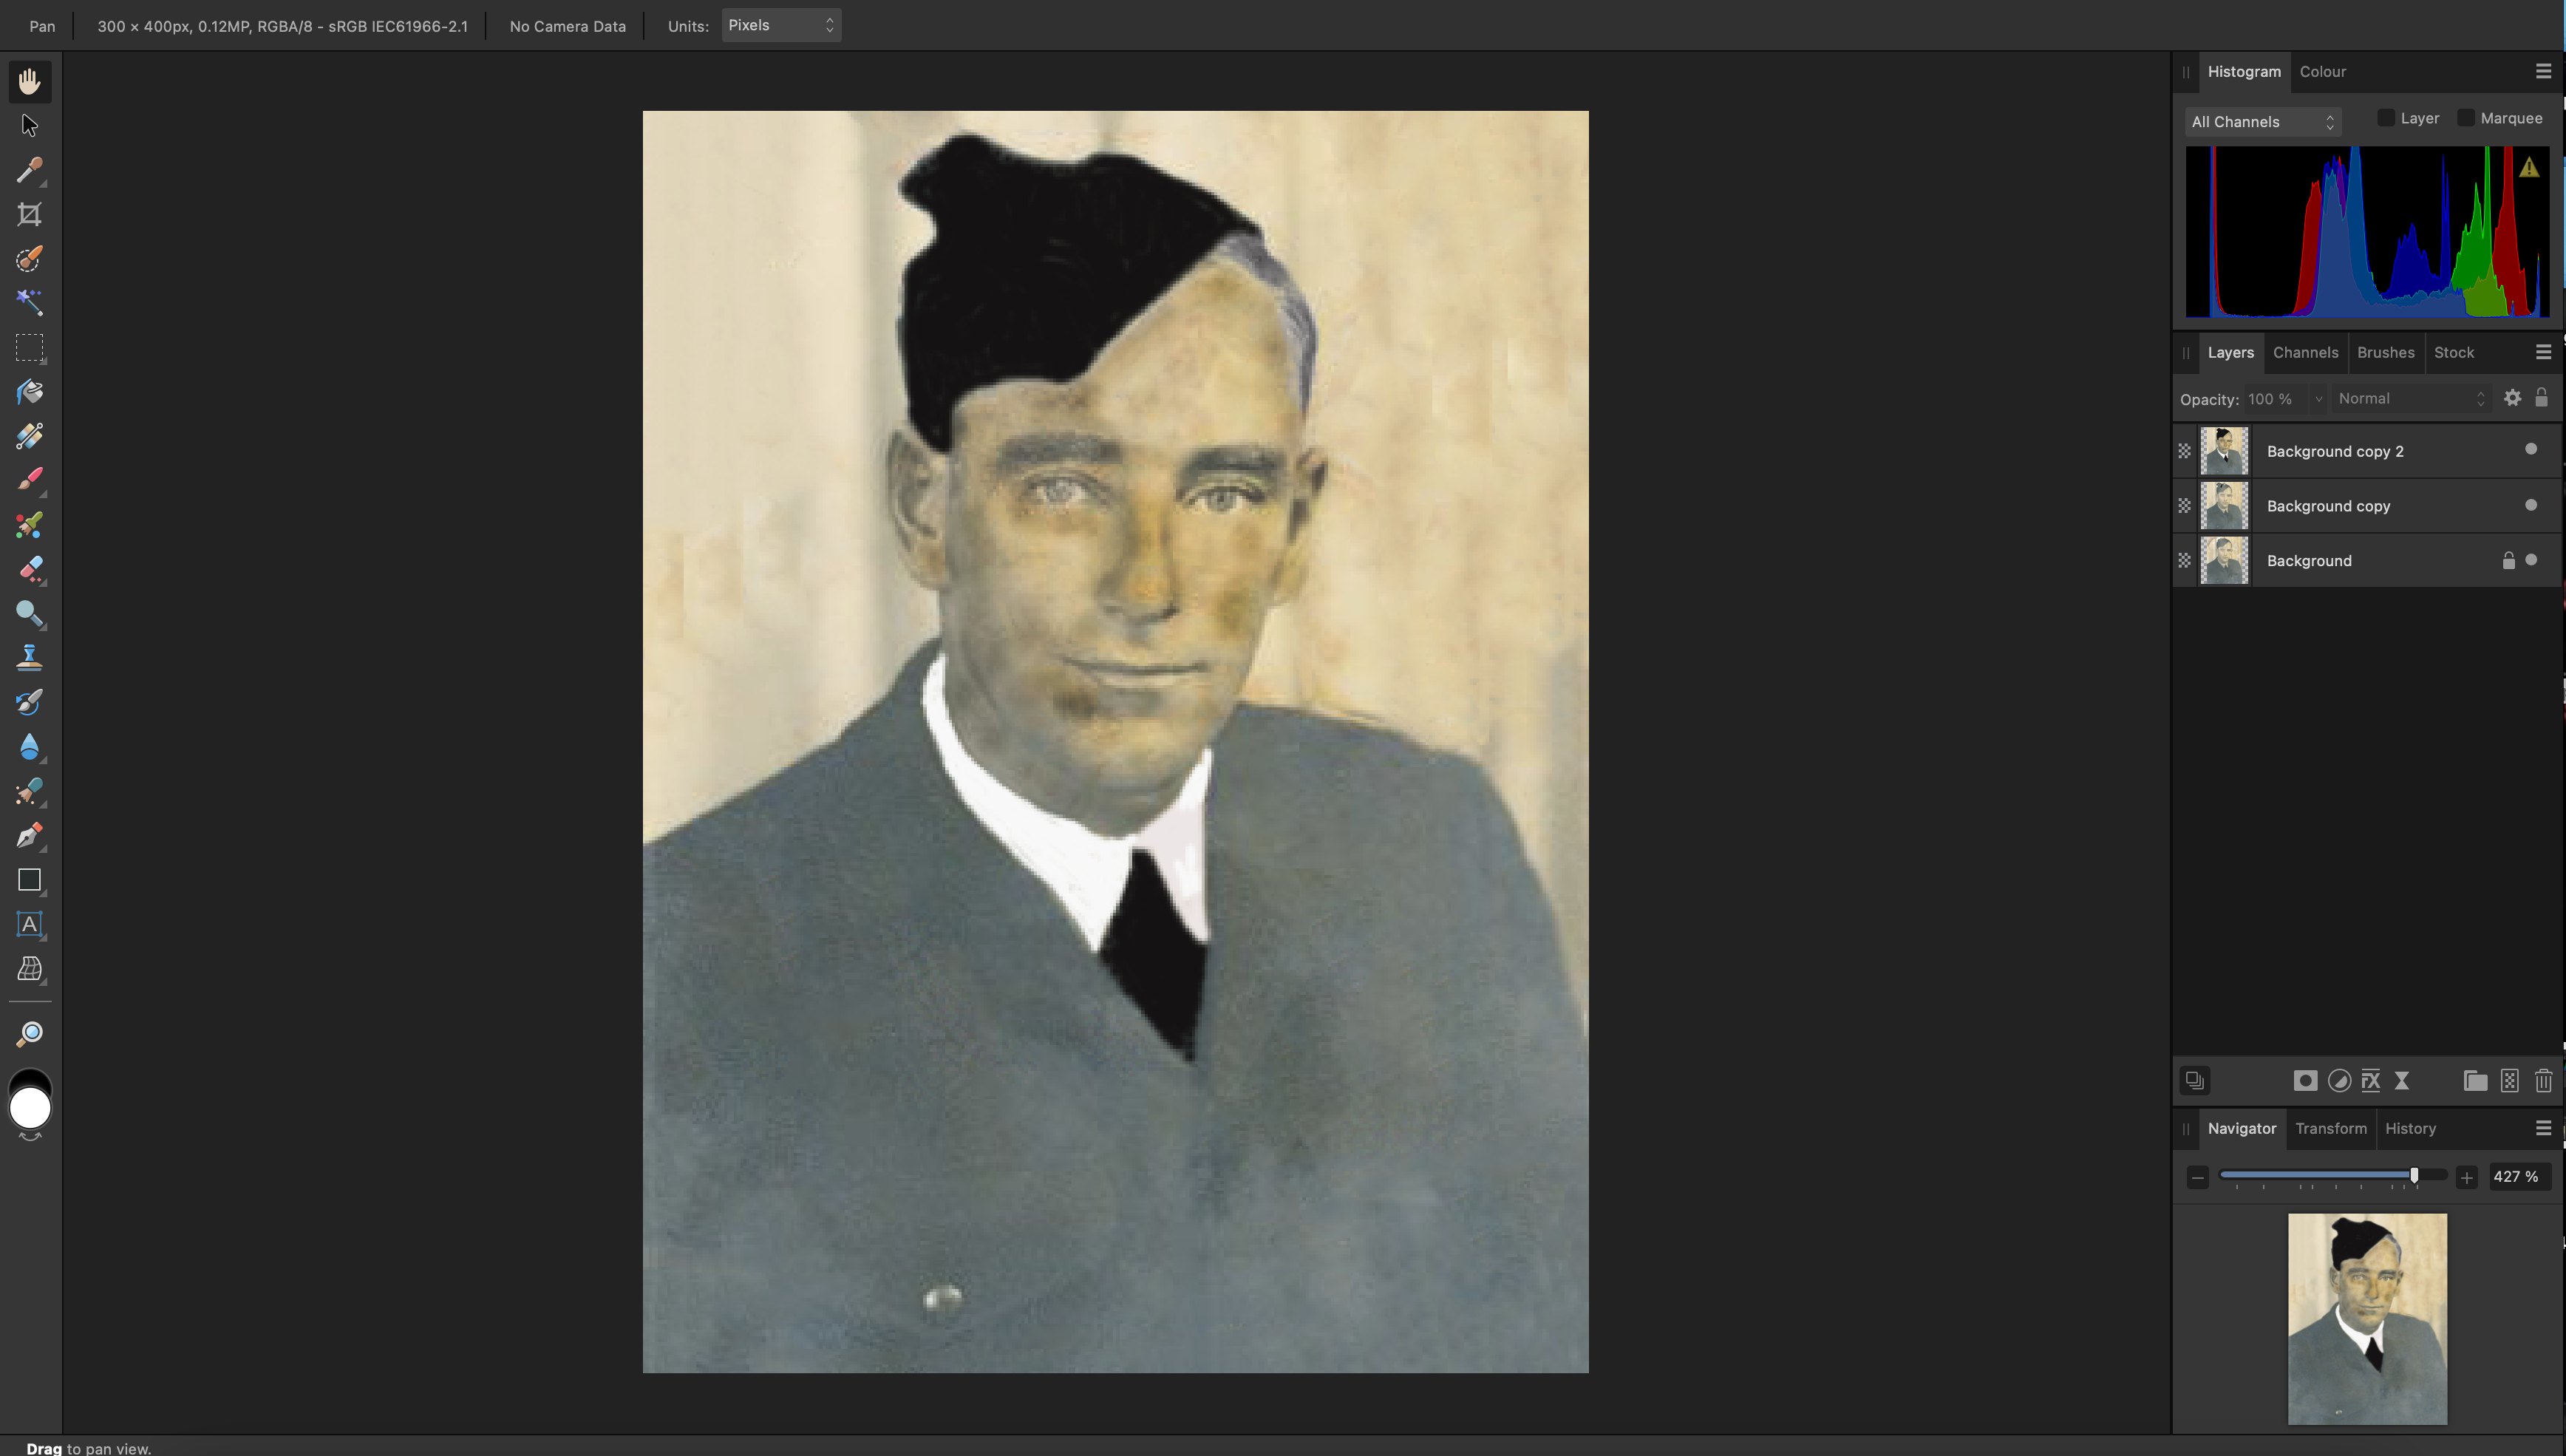 Pan
300 × 400px, 0.12MP, RGBA/8 - sRGB IEC61966-2.1
No Camera Data
Units:
Pixels
Histogram
Colour
All Channels
Layer
Marquee
Layers
Channels
Brushes
Stock
Opacity:
100 %
Normal
Background copy 2
Background copy
Background
A
fx
Navigator
Transform
History
427 %
Drag to pan view.